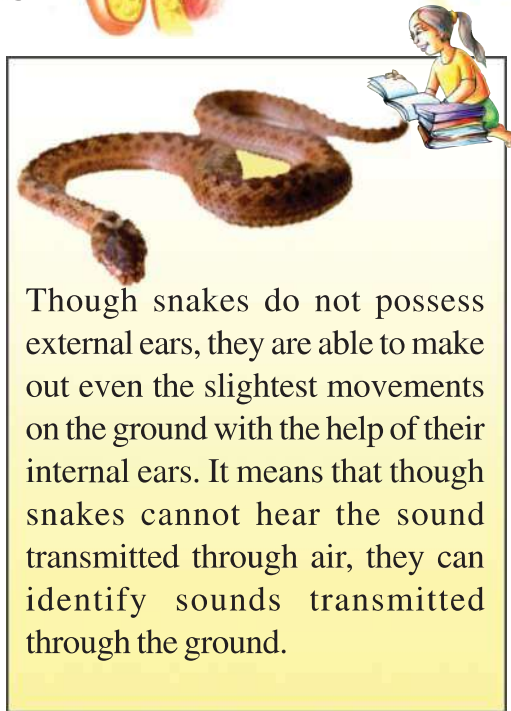 Though snakes do not possess
external ears, they are able to make
out even the slightest movements
on the ground with the help of their
internal ears. It means that though
snakes cannot hear the sound
transmitted through air, they can
identify sounds transmitted
through the ground.